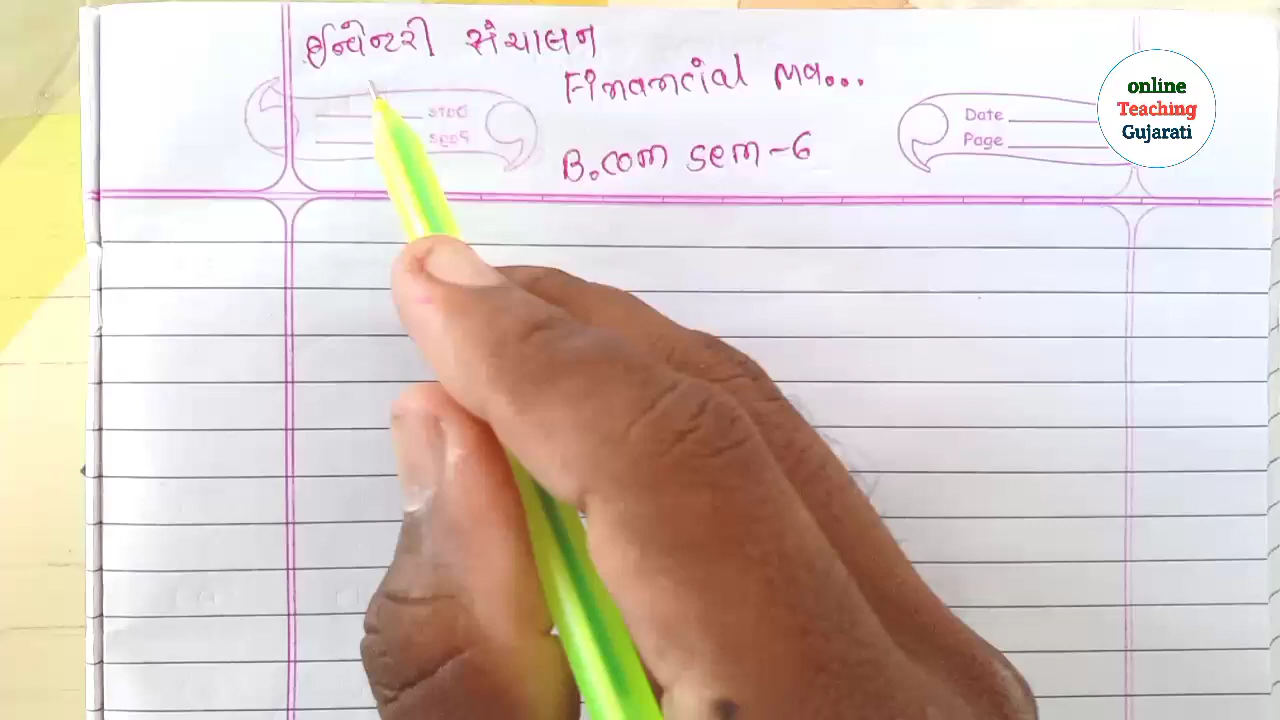 ઈન્વેન્ટરી સંચાલન
Financial Ma...
B.com sem-6
Date
Page
online
Teaching
Gujarati